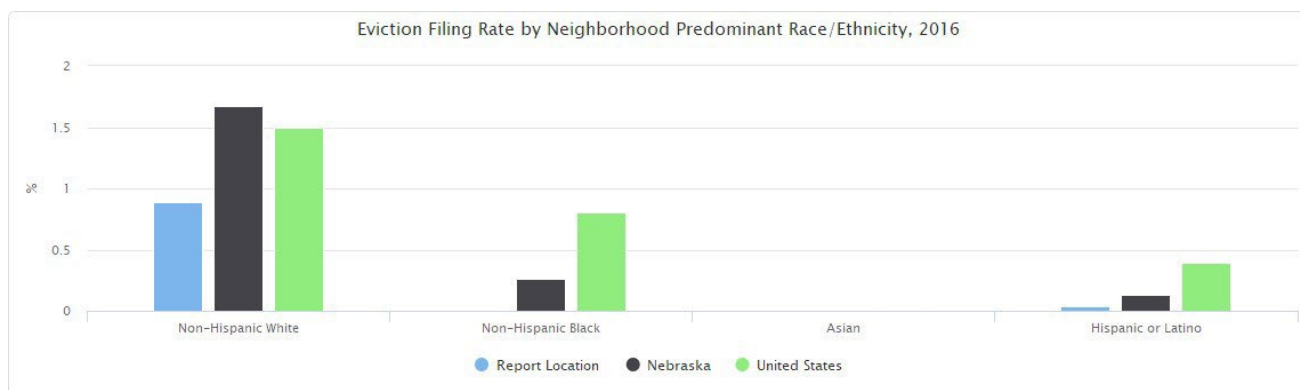 Eviction Filing Rate by Neighborhood Predominant Race/Ethnicity, 2016
2
1.5
1
0.5
0
%
Non-Hispanic White Non-Hispanic Black Asian Hispanic or Latino
Report Location Nebraska United States